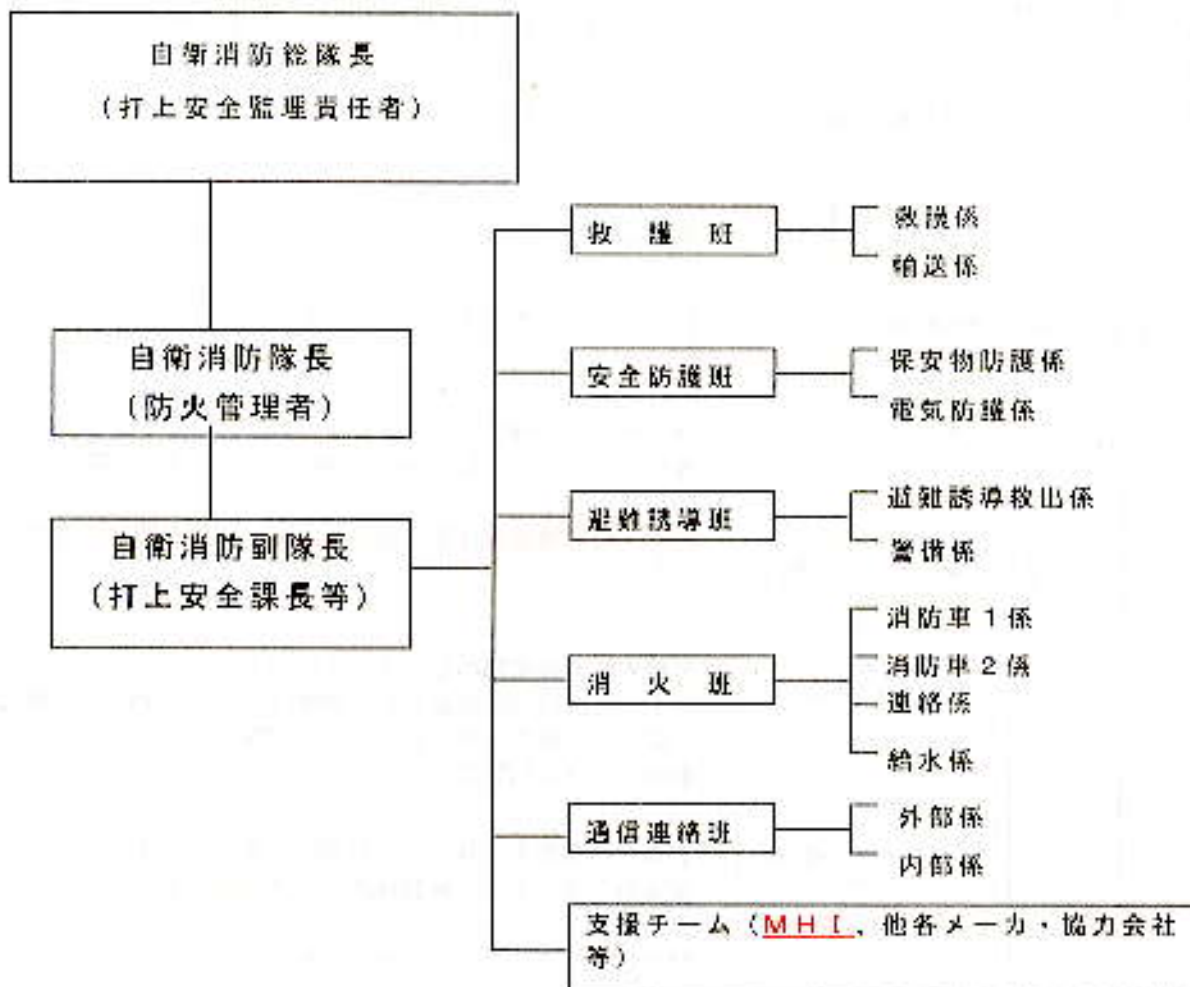 自衛消防総隊長
(打上安全監理責任者)
自衛消防隊長
(防火管理者)
自衛消防副隊長
(打上安全課長等)
救護班
救護係
輸送係
安全防護班
保安物防護係
電気防護係
避難誘導班
避難誘導救出係
警備係
消火班
消防車1係
消防車2係
連絡係
給水係
通信連絡班
外部係
内部係
支援チーム(MHI、他各メーカ・協力会社
等)